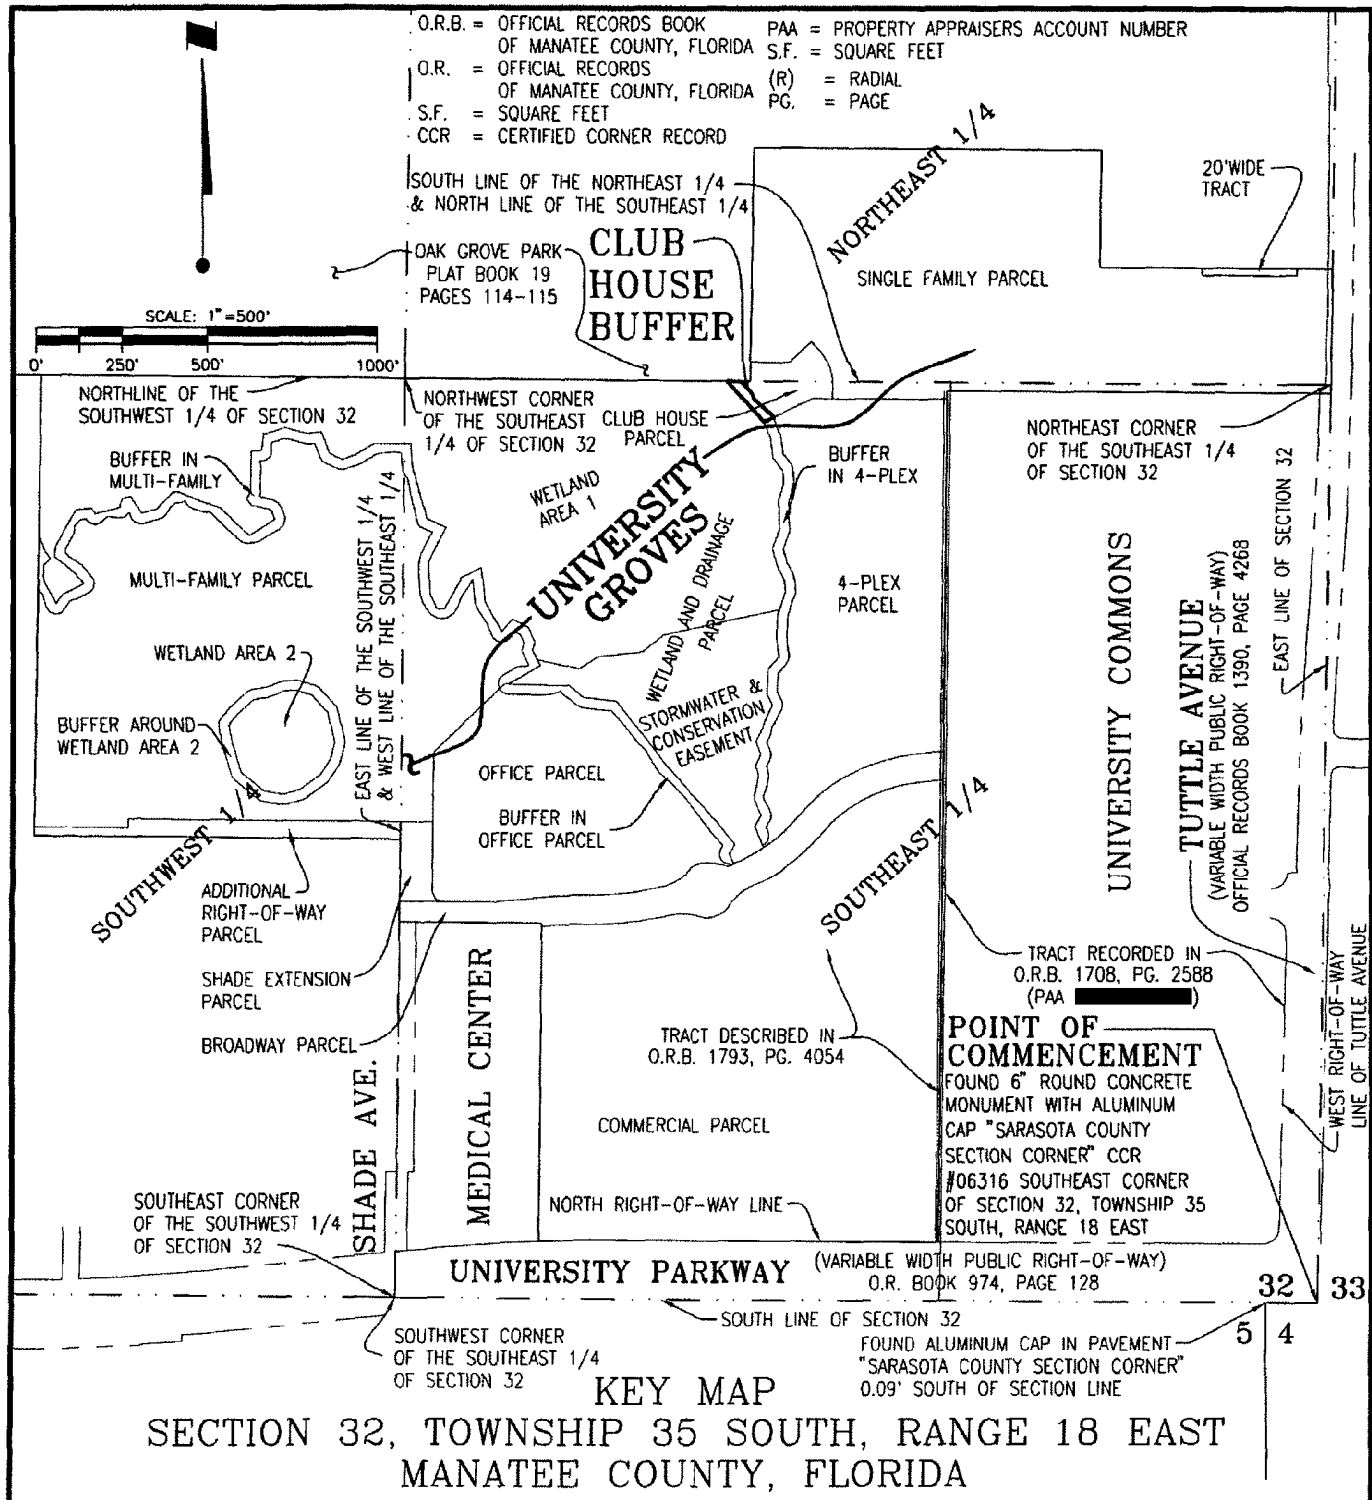 O.R.B. = OFFICIAL RECORDS BOOK
OF MANATEE COUNTY, FLORIDA
O.R. = OFFICIAL RECORDS
OF MANATEE COUNTY, FLORIDA
S.F. = SQUARE FEET
CCR = CERTIFIED CORNER RECORD
PAA = PROPERTY APPRAISERS ACCOUNT NUMBER
S.F. = SQUARE FEET
(R) = RADIAL
PG. = PAGE
SOUTH LINE OF THE NORTHEAST 1/4
& NORTH LINE OF THE SOUTHEAST 1/4
NORTHEAST 1/4
20'WIDE
TRACT
OAK GROVE PARK
PLAT BOOK 19
PAGES 114-115
CLUB
HOUSE
BUFFER
SINGLE FAMILY PARCEL
SCALE: 1"=500'
0' 250' 500' 1000'
NORTHLINE OF THE
SOUTHWEST 1/4 OF SECTION 32
NORTHWEST CORNER
OF THE SOUTHEAST
1/4 OF SECTION 32
CLUB HOUSE
PARCEL
NORTHEAST CORNER
OF THE SOUTHEAST 1/4
OF SECTION 32
BUFFER IN
MULTI-FAMILY
BUFFER
IN 4-PLEX
WETLAND
AREA 1
UNIVERSITY
GROVES
EAST LINE OF THE SOUTHWEST 1/4
& WEST LINE OF THE SOUTHEAST 1/4
MULTI-FAMILY PARCEL
WETLAND AND DRAINAGE
PARCEL
4-PLEX
PARCEL
UNIVERSITY COMMONS
TUTTLE AVENUE
(VARIABLE WIDTH PUBLIC RIGHT-OF-WAY)
OFFICIAL RECORDS BOOK 1390, PAGE 4268
EAST LINE OF SECTION 32
WETLAND AREA 2
BUFFER AROUND
WETLAND AREA 2
STORMWATER &
CONSERVATION
EASEMENT
OFFICE PARCEL
BUFFER IN
OFFICE PARCEL
SOUTHWEST 1/4
SOUTHEAST 1/4
ADDITIONAL
RIGHT-OF-WAY
PARCEL
SHADE EXTENSION
PARCEL
BROADWAY PARCEL
SHADE AVE.
MEDICAL CENTER
TRACT RECORDED IN
O.R.B. 1708, PG. 2588
(PAA )
TRACT DESCRIBED IN
O.R.B. 1793, PG. 4054
WEST RIGHT-OF-WAY
LINE OF TUTTLE AVENUE
POINT OF
COMMENCEMENT
FOUND 6" ROUND CONCRETE
MONUMENT WITH ALUMINUM
CAP "SARASOTA COUNTY
SECTION CORNER" CCR
#06316 SOUTHEAST CORNER
OF SECTION 32, TOWNSHIP 35
SOUTH, RANGE 18 EAST
COMMERCIAL PARCEL
SOUTHEAST CORNER
OF THE SOUTHWEST 1/4
OF SECTION 32
NORTH RIGHT-OF-WAY LINE
UNIVERSITY PARKWAY
(VARIABLE WIDTH PUBLIC RIGHT-OF-WAY)
O.R. BOOK 974, PAGE 128
32 33
5 4
SOUTH LINE OF SECTION 32
SOUTHWEST CORNER
OF THE SOUTHEAST 1/4
OF SECTION 32
FOUND ALUMINUM CAP IN PAVEMENT
"SARASOTA COUNTY SECTION CORNER"
0.09' SOUTH OF SECTION LINE
KEY MAP
SECTION 32, TOWNSHIP 35 SOUTH, RANGE 18 EAST
MANATEE COUNTY, FLORIDA